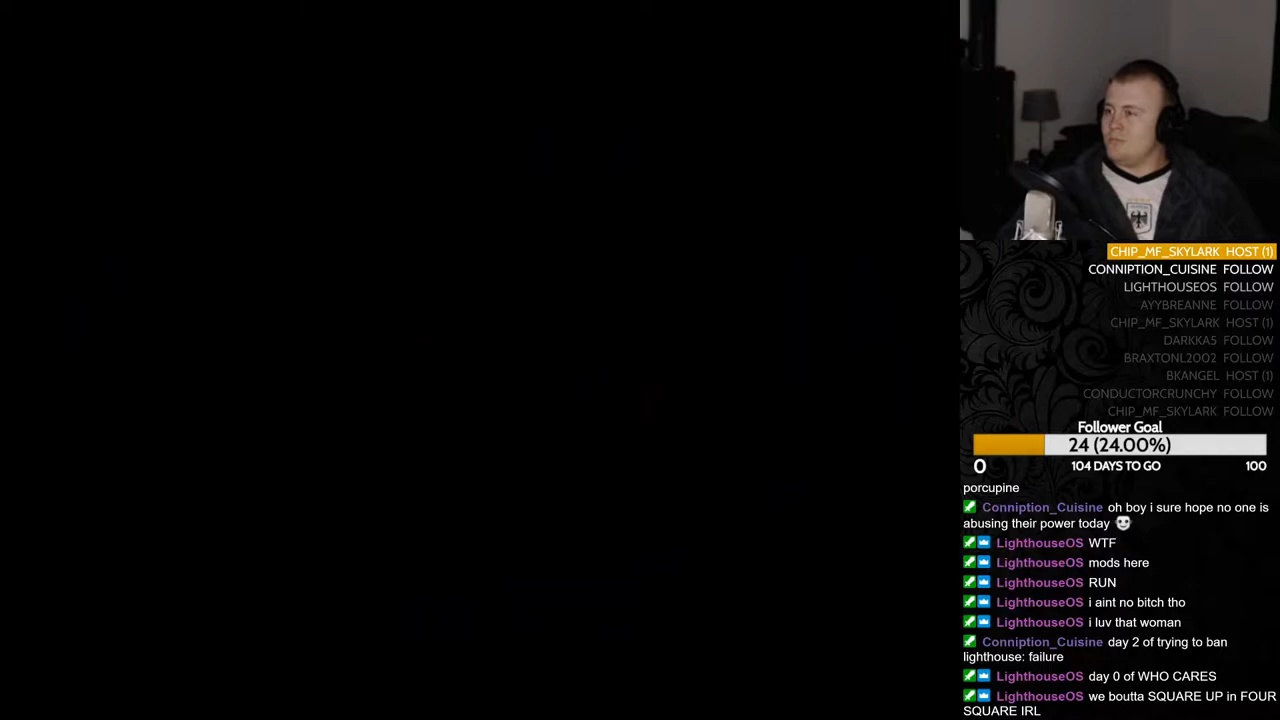 CHIP_MF_SKYLARK HOST (1)
CONNIPTION_CUISINE FOLLOW
LIGHTHOUSEOS FOLLOW
AYYBREANNE FOLLOW
CHIP_MF_SKYLARK HOST (1)
DARKKA5 FOLLOW
BRAXTONL2002 FOLLOW
BKANGEL HOST (1)
CONDUCTORCRUNCHY FOLLOW
CHIP_MF_SKYLARK FOLLOW
Follower Goal
24 (24.00%)
0 104 DAYS TO GO 100
porcupine
Conniption_Cuisine oh boy i sure hope no one is
abusing their power today
LighthouseOS WTF
LighthouseOS mods here
LighthouseOS RUN
LighthouseOS i aint no bitch tho
LighthouseOS i luv that woman
Conniption_Cuisine day 2 of trying to ban
lighthouse: failure
LighthouseOS day 0 of WHO CARES
LighthouseOS we boutta SQUARE UP in FOUR
SQUARE IRL